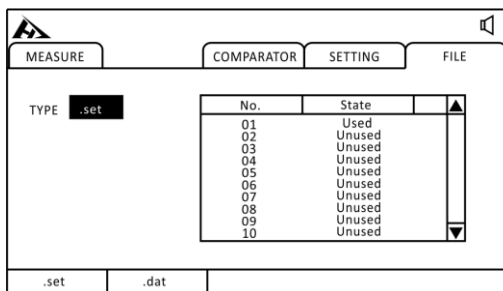 MEASURE COMPARATOR SETTING FILE
TYPE .set
No. State
01 Used
02 Unused
03 Unused
04 Unused
05 Unused
06 Unused
07 Unused
08 Unused
09 Unused
10 Unused
.set .dat